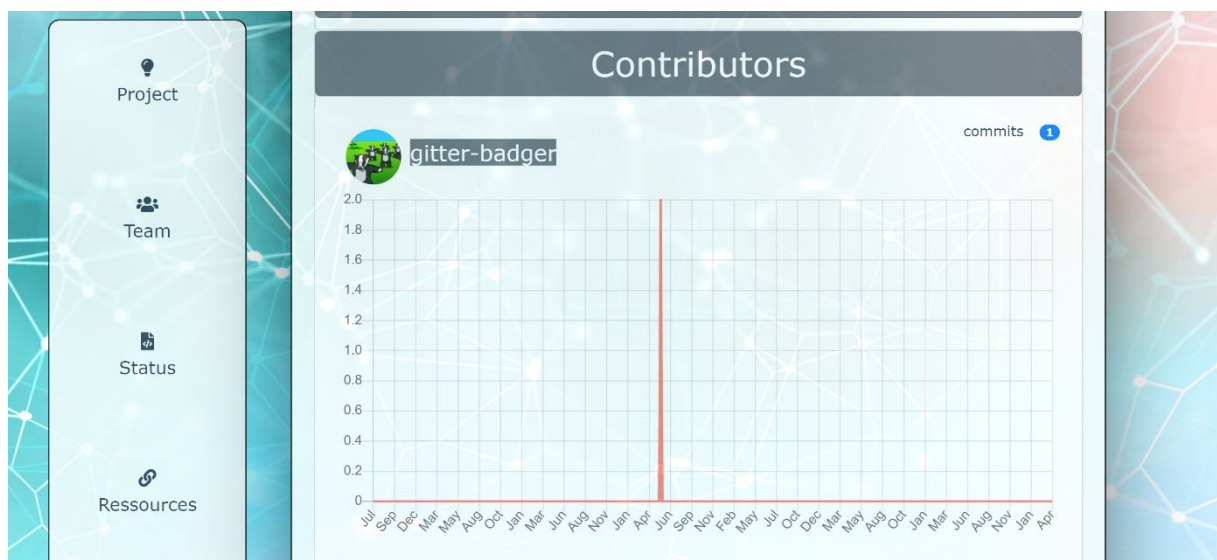 Contributors
Project
Team
Status
Ressources
gitter-badger
commits 1
2.0
1.8
1.6
1.4
1.2
1.0
0.8
0.6
0.4
0.2
0
Jul Sep Dec Mar May Aug Oct Jan Mar Jun Aug Nov Jan Apr Jun Sep Nov Feb May Jul Oct Dec Mar May Aug Oct Jan Mar Jun Aug Nov Jan Apr